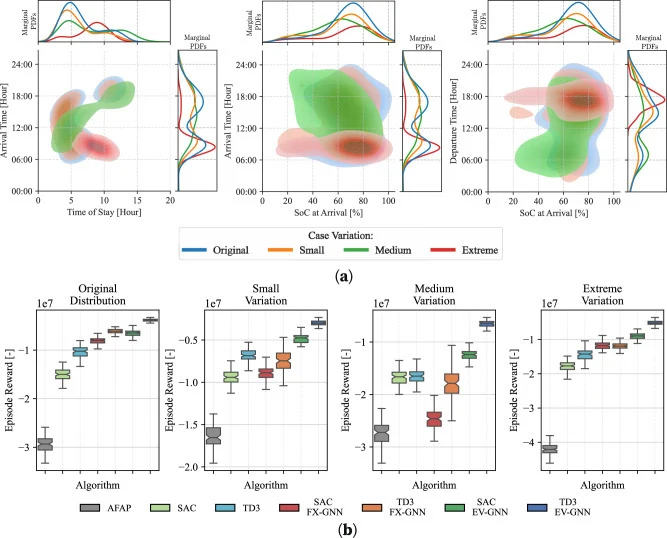 Marginal
PDFs
Marginal
PDFs
Marginal
PDFs
Marginal
PDFs
Marginal
PDFs
Marginal
PDFs
Arrival Time [Hour]
24:00
18:00
12:00
06:00
00:00
0 5 10 15 20
Time of Stay [Hour]
Arrival Time [Hour]
24:00
18:00
12:00
06:00
00:00
0 20 40 60 80 100
SoC at Arrival [%]
Departure Time [Hour]
24:00
18:00
12:00
06:00
00:00
0 20 40 60 80 100
SoC at Arrival [%]
Case Variation:
Original Small Medium Extreme
(a)
Original
Distribution
1e7
Episode Reward [-]
−1
−2
−3
Algorithm
Small
Variation
1e7
Episode Reward [-]
−0.5
−1.0
−1.5
−2.0
Algorithm
Medium
Variation
1e7
Episode Reward [-]
−1
−2
−3
Algorithm
Extreme
Variation
1e7
Episode Reward [-]
−1
−2
−3
−4
Algorithm
AFAP SAC TD3 SAC FX-GNN TD3 FX-GNN SAC EV-GNN TD3 EV-GNN
(b)